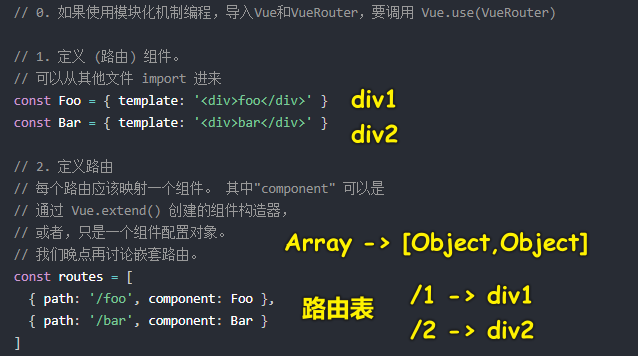 // 0. 如果使用模块化机制编程，导入Vue和VueRouter，要调用 Vue.use(VueRouter)
// 1. 定义 (路由) 组件。
// 可以从其他文件 import 进来
const Foo = { template: '<div>foo</div>' }
div1
const Bar = { template: '<div>bar</div>' }
div2
// 2. 定义路由
// 每个路由应该映射一个组件。 其中"component" 可以是
// 通过 Vue.extend() 创建的组件构造器，
// 或者，只是一个组件配置对象。
Array -> [Object,Object]
// 我们晚点再讨论嵌套路由。
const routes = [
{ path: '/foo', component: Foo },
路由表
/1 -> div1
{ path: '/bar', component: Bar }
/2 -> div2
]